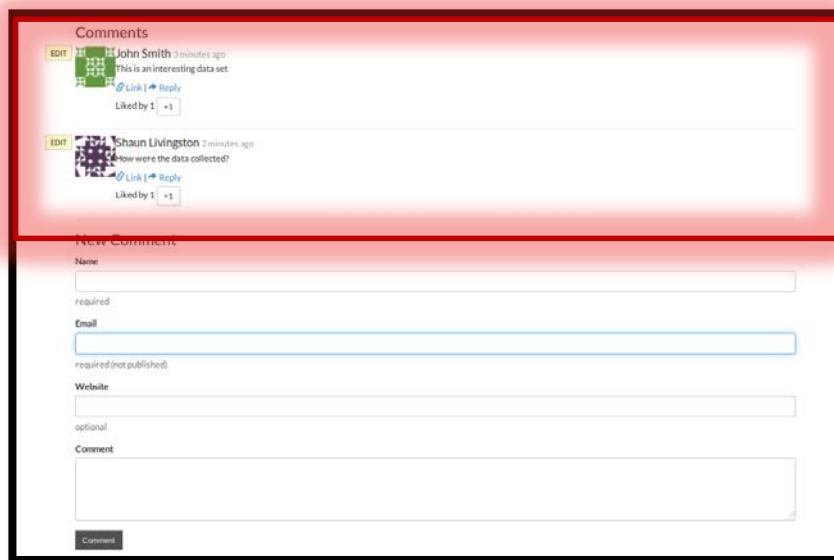 Comments
EDIT
John Smith 3 minutes ago
This is an interesting data set
Link | Reply
Liked by 1 +1
EDIT
Shaun Livingston 2 minutes ago
How were the data collected?
Link | Reply
Liked by 1 +1
New Comment
Name
required
Email
required (not published)
Website
optional
Comment
Comment